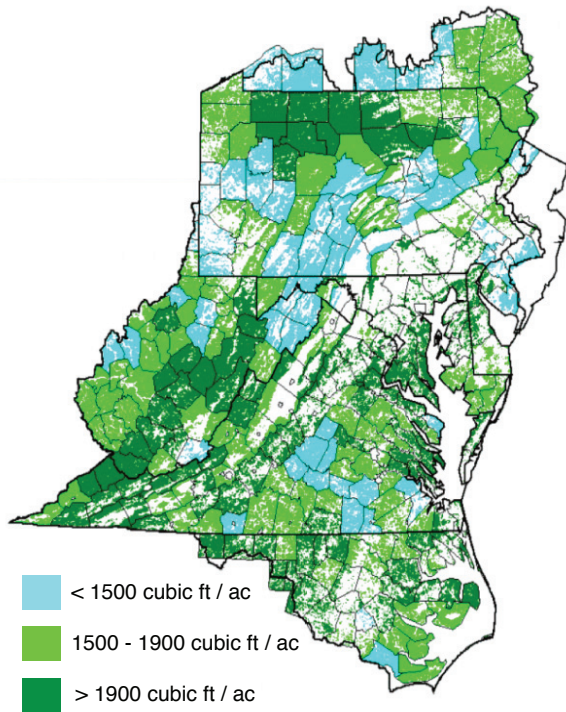 < 1500 cubic ft / ac
1500 - 1900 cubic ft / ac
> 1900 cubic ft / ac